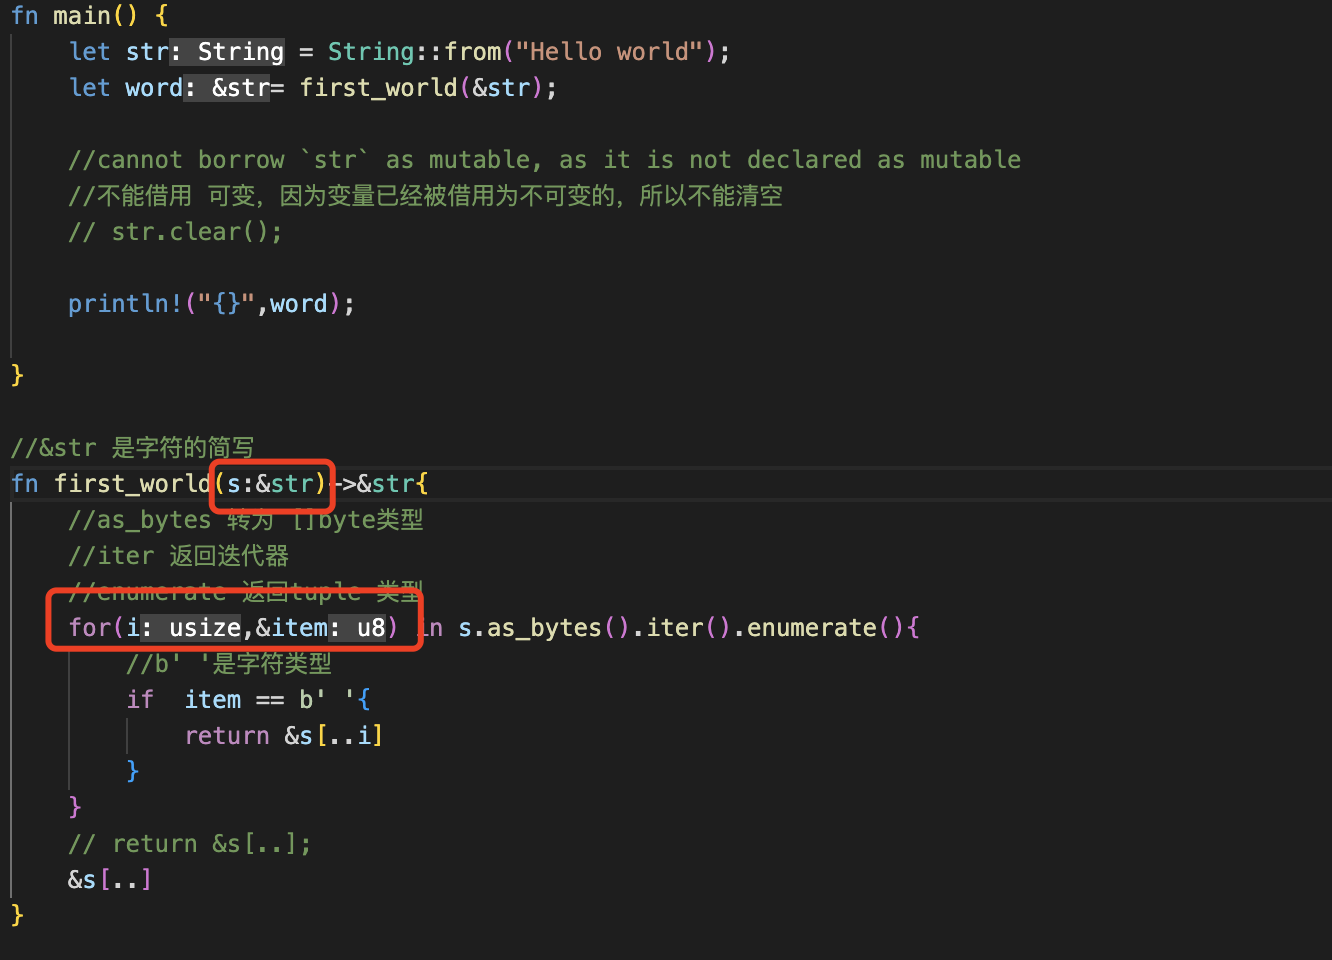 fn main() {
let str: String = String::from("Hello world");
let word: &str= first_world(&str);
//cannot borrow `str` as mutable, as it is not declared as mutable
//不能借用 可变，因为变量已经被借用为不可变的，所以不能清空
// str.clear();
println!("{}",word);
}
//&str 是字符的简写
fn first_world(s:&str)->&str{
//as_bytes 转为 []byte类型
//iter 返回迭代器
//enumerate 返回tuple 类型
for(i: usize,&item: u8) in s.as_bytes().iter().enumerate(){
//b' '是字符类型
if  item == b' '{
return &s[..i]
}
}
// return &s[..];
&s[..]
}